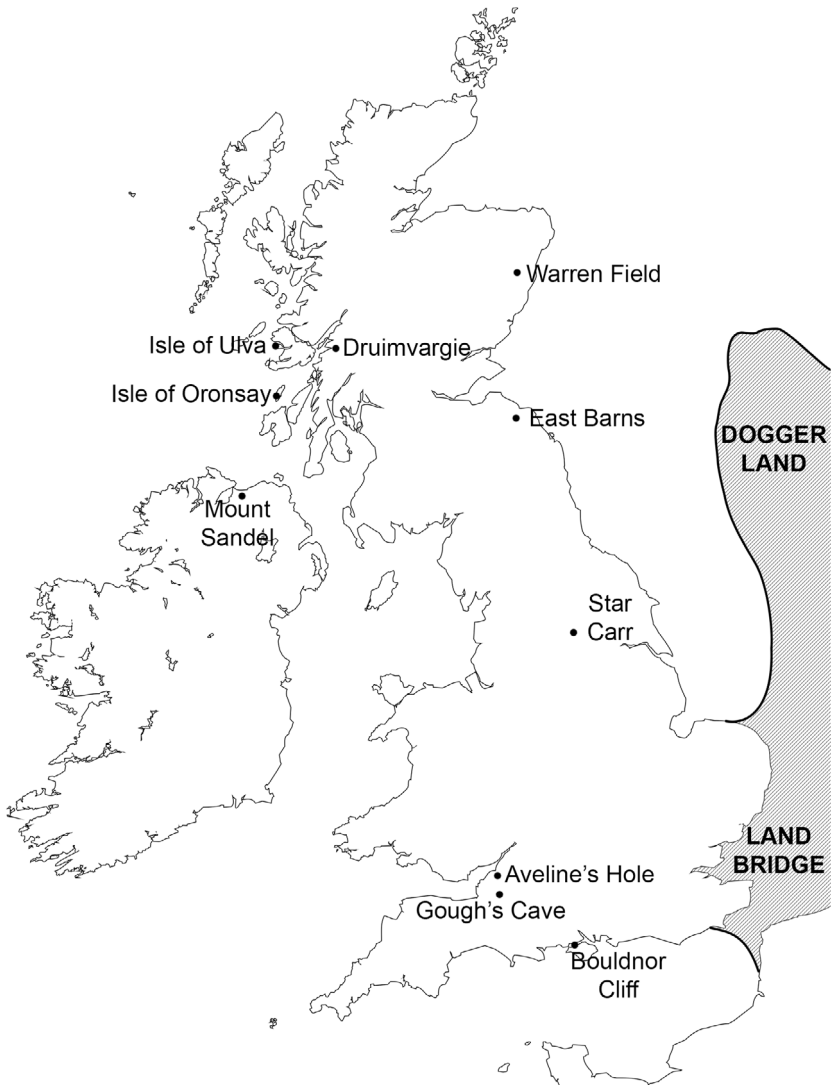 Warren Field
Isle of Ulva
Druimvargie
Isle of Oronsay
East Barns
DOGGER
LAND
Mount
Sandel
Star
Carr
LAND
BRIDGE
Aveline's Hole
Gough's Cave
Bouldnor
Cliff